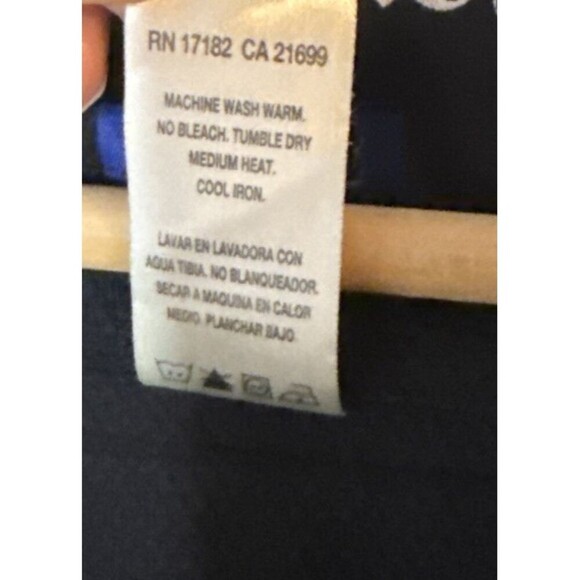 RN 17182 CA 21699
MACHINE WASH WARM.
NO BLEACH. TUMBLE DRY
MEDIUM HEAT.
COOL IRON.
LAVAR EN LAVADORA CON
AGUA TIBIA. NO BLANQUEADOR.
SECAR A MAQUINA EN CALOR
MEDIO. PLANCHAR BAJO.